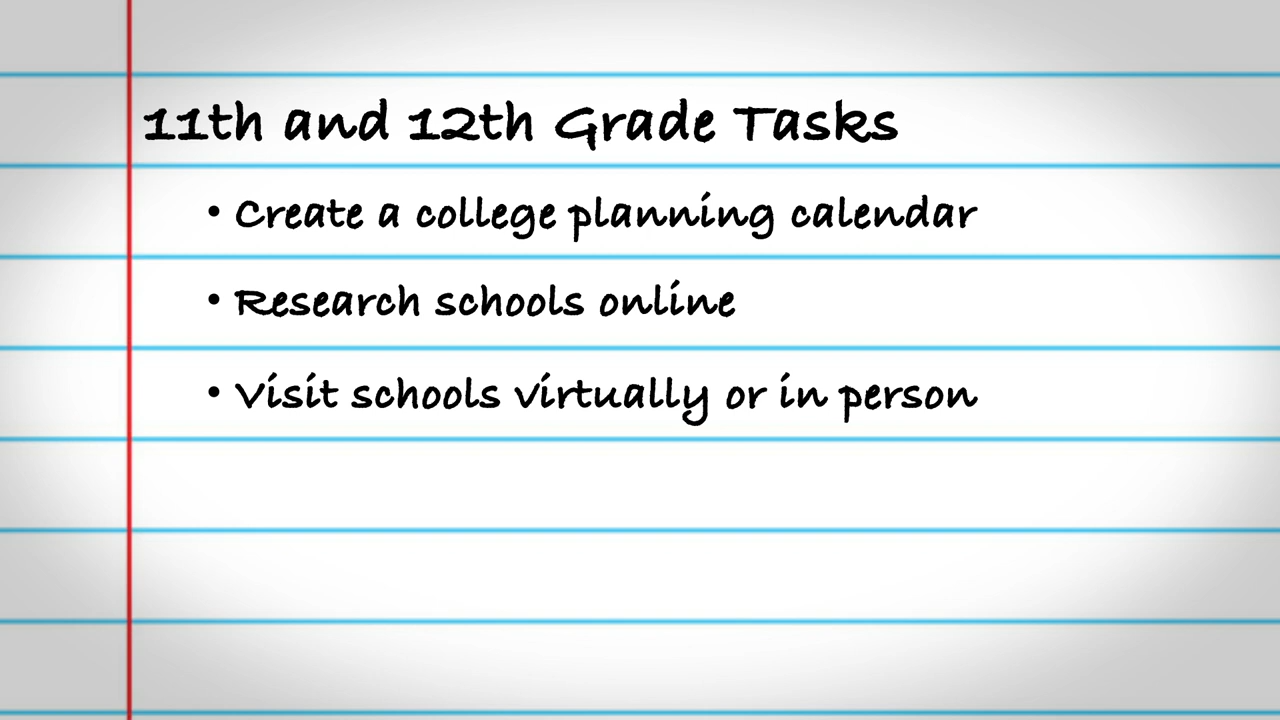 11th and 12th Grade Tasks
• Create a college planning calendar
• Research schools online
• Visit schools virtually or in person